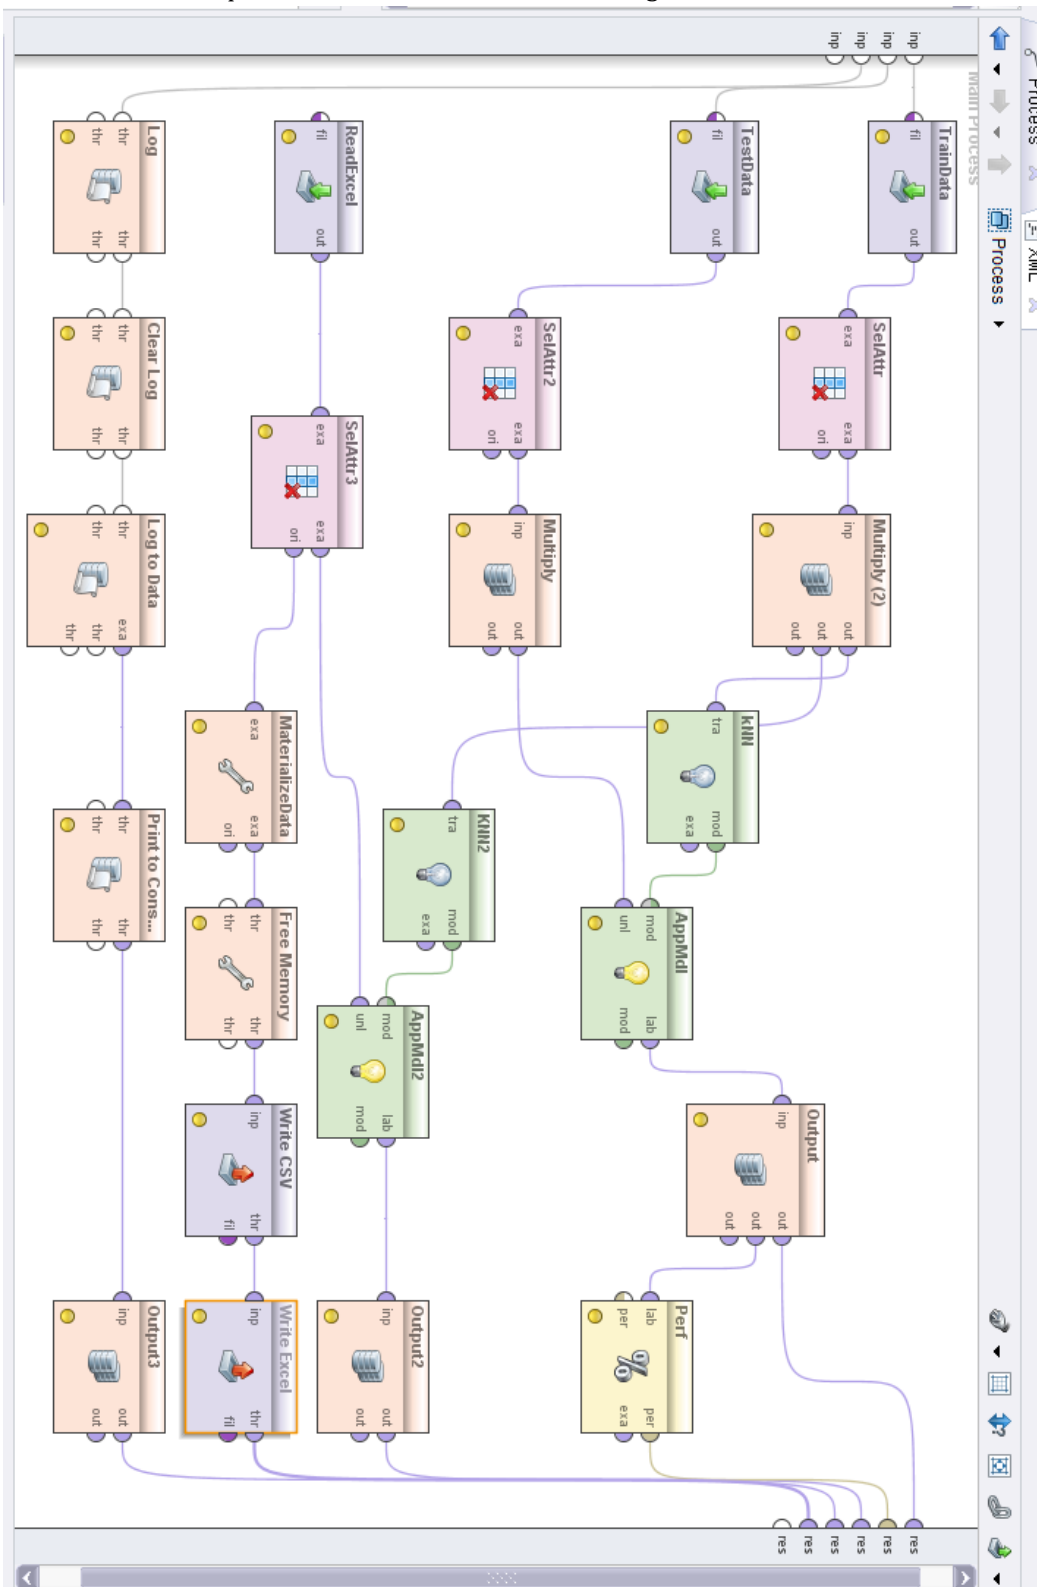 Process
XML
Process
Main Process
inp
inp
inp
inp
TrainData
fil
out
SelAttr
exa
exa
ori
Multiply (2)
inp
out
out
out
TestData
fil
out
SelAttr2
exa
exa
ori
Multiply
inp
out
out
kNN
tra
mod
exa
AppMdl
mod
unl
lab
mod
Output
inp
out
out
out
Perf
lab
per
per
exa
KNN2
tra
mod
exa
ReadExcel
fil
out
SelAttr3
exa
exa
ori
AppMdl2
mod
unl
lab
mod
Output2
inp
out
out
MaterializeData
exa
exa
ori
Free Memory
thr
thr
thr
thr
Write CSV
inp
thr
fil
Write Excel
inp
thr
fil
Log
thr
thr
thr
thr
Clear Log
thr
thr
thr
thr
Log to Data
thr
thr
exa
thr
thr
Print to Cons...
thr
thr
thr
thr
Output3
inp
out
out
res
res
res
res
res
res